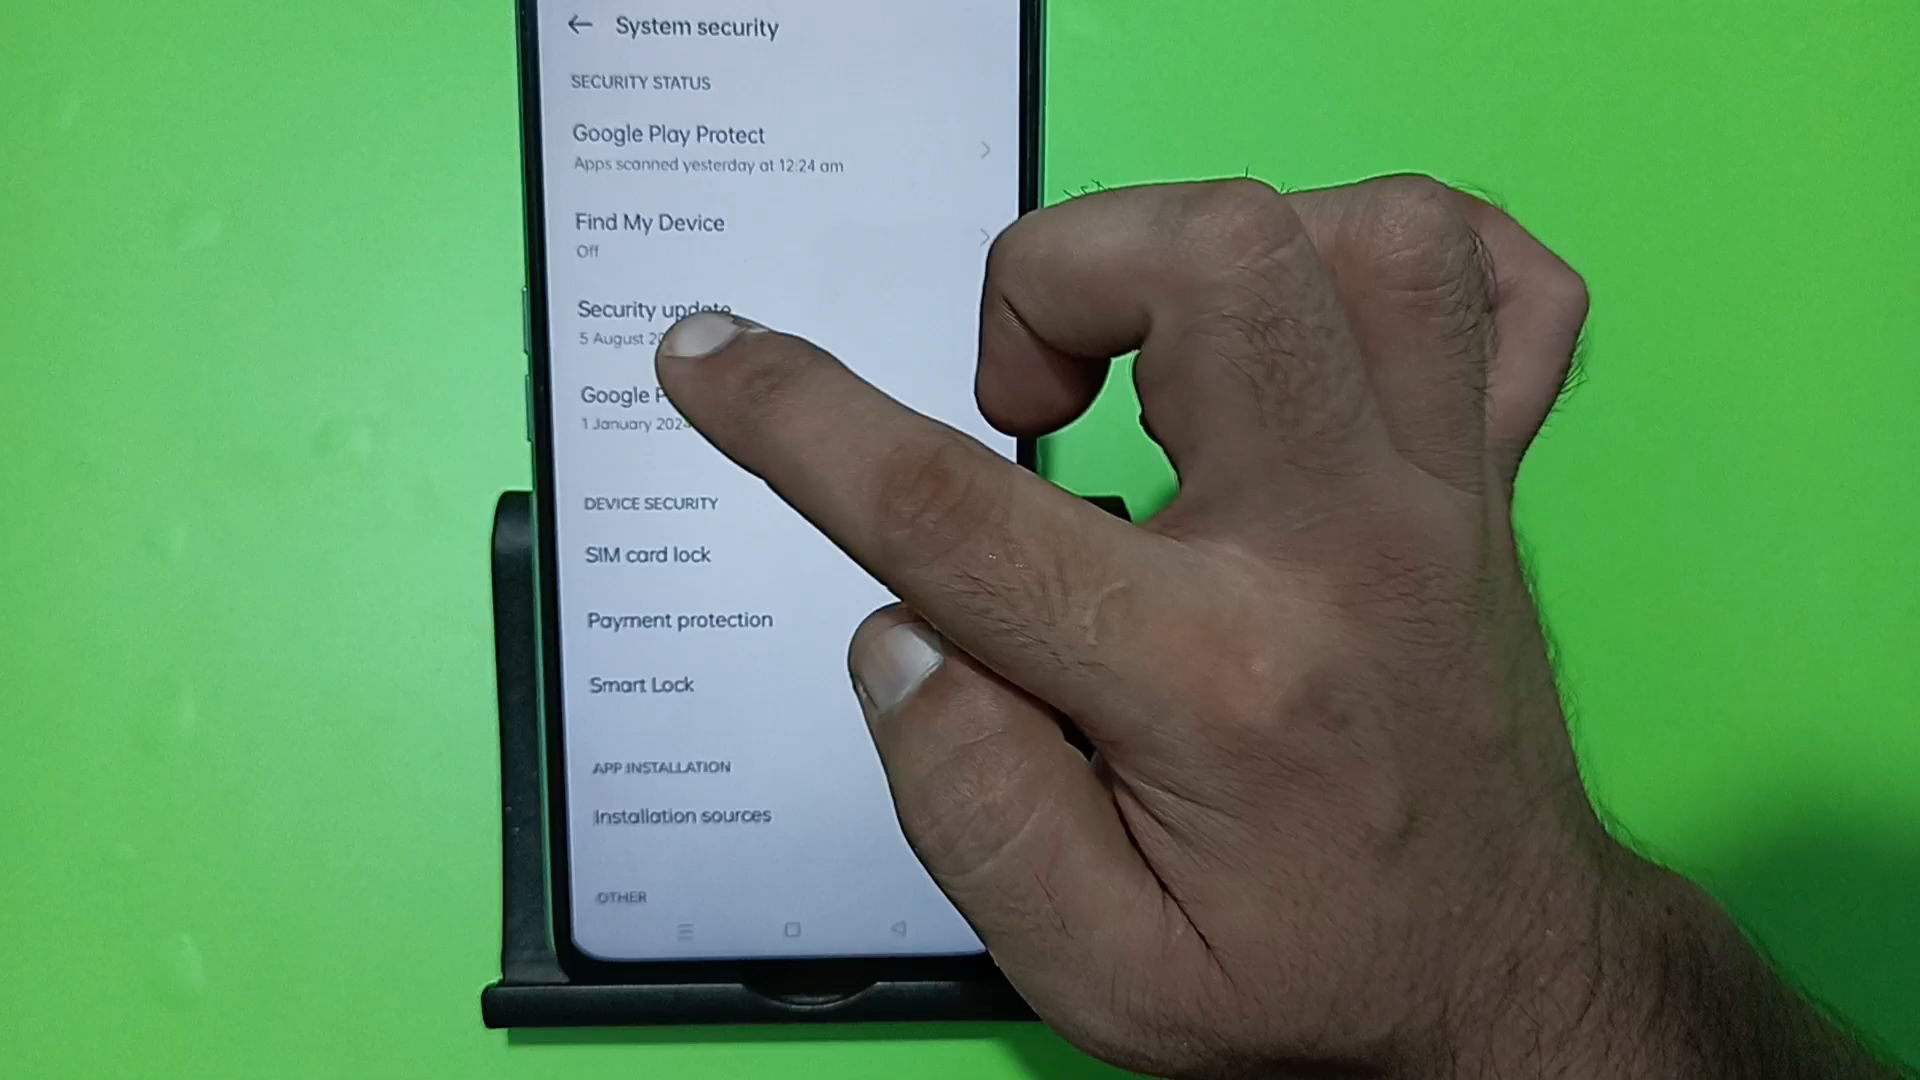 System security
SECURITY STATUS
Google Play Protect
Apps scanned yesterday at 12:24 am
Find My Device
Off
Security update
5 August
Google
1 January 2024
DEVICE SECURITY
SIM card lock
Payment protection
Smart Lock
APP INSTALLATION
Installation sources
OTHER